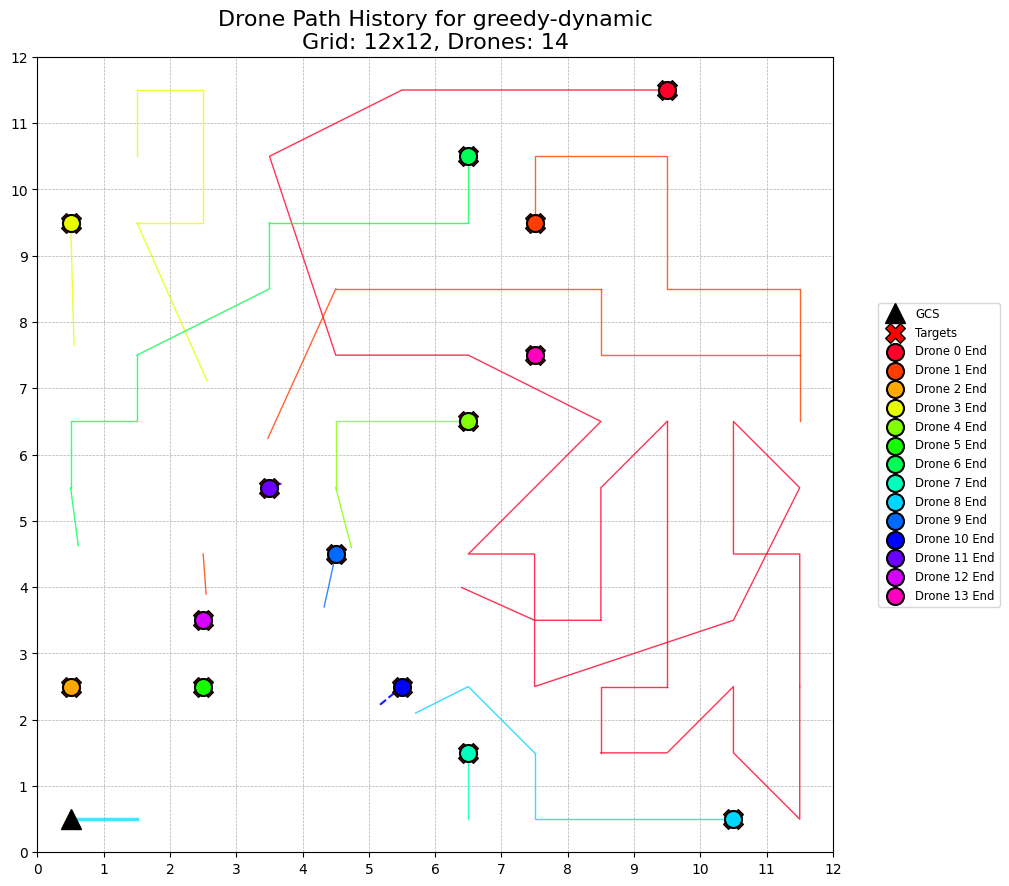 Drone Path History for greedy-dynamic
Grid: 12x12, Drones: 14
12
11
10
9
8
7
6
5
4
3
2
1
0
0 1 2 3 4 5 6 7 8 9 10 11 12
GCS
Targets
Drone 0 End
Drone 1 End
Drone 2 End
Drone 3 End
Drone 4 End
Drone 5 End
Drone 6 End
Drone 7 End
Drone 8 End
Drone 9 End
Drone 10 End
Drone 11 End
Drone 12 End
Drone 13 End